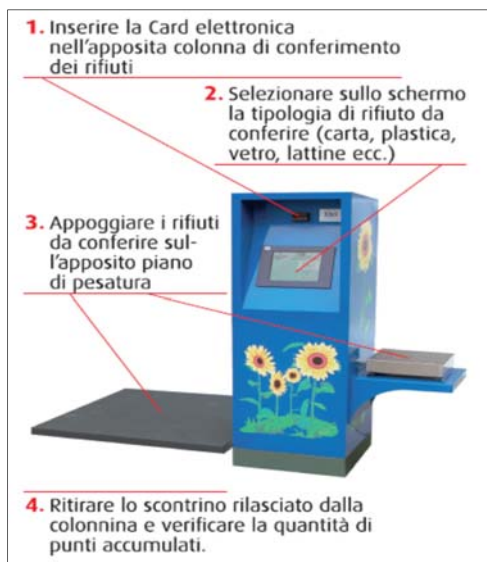 1. Inserire la Card elettronica
nell'apposita colonna di conferimento
dei rifiuti
2. Selezionare sullo schermo
la tipologia di rifiuto da
conferire (carta, plastica,
vetro, lattine ecc.)
3. Appoggiare i rifiuti
da conferire sul-
l'apposito piano
di pesatura
4. Ritirare lo scontrino rilasciato dalla
colonnina e verificare la quantità di
punti accumulati.